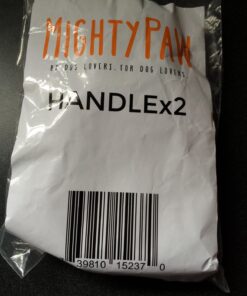 MIGHTYPAW
BY DOG LOVERS. FOR DOG LOVERS.
HANDLEx2
39810 15237 0